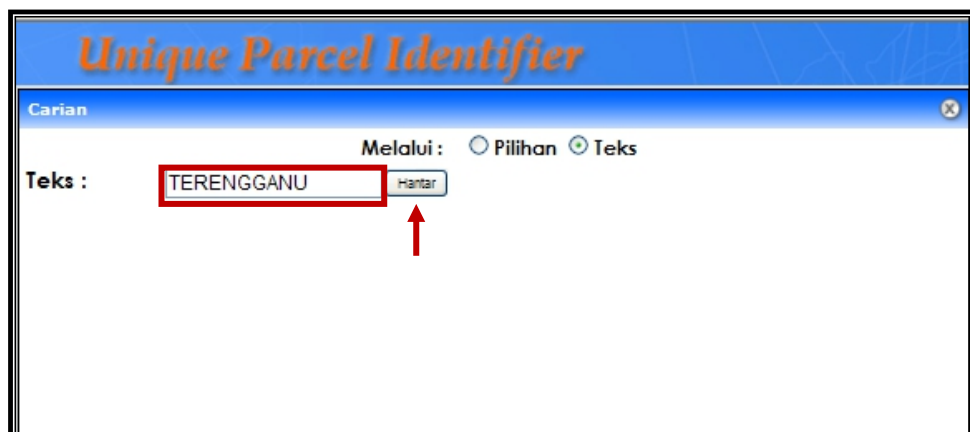 Unique Parcel Identifier
Carian
Melalui : Pilihan Teks
Teks : TERENGGANU Hantar